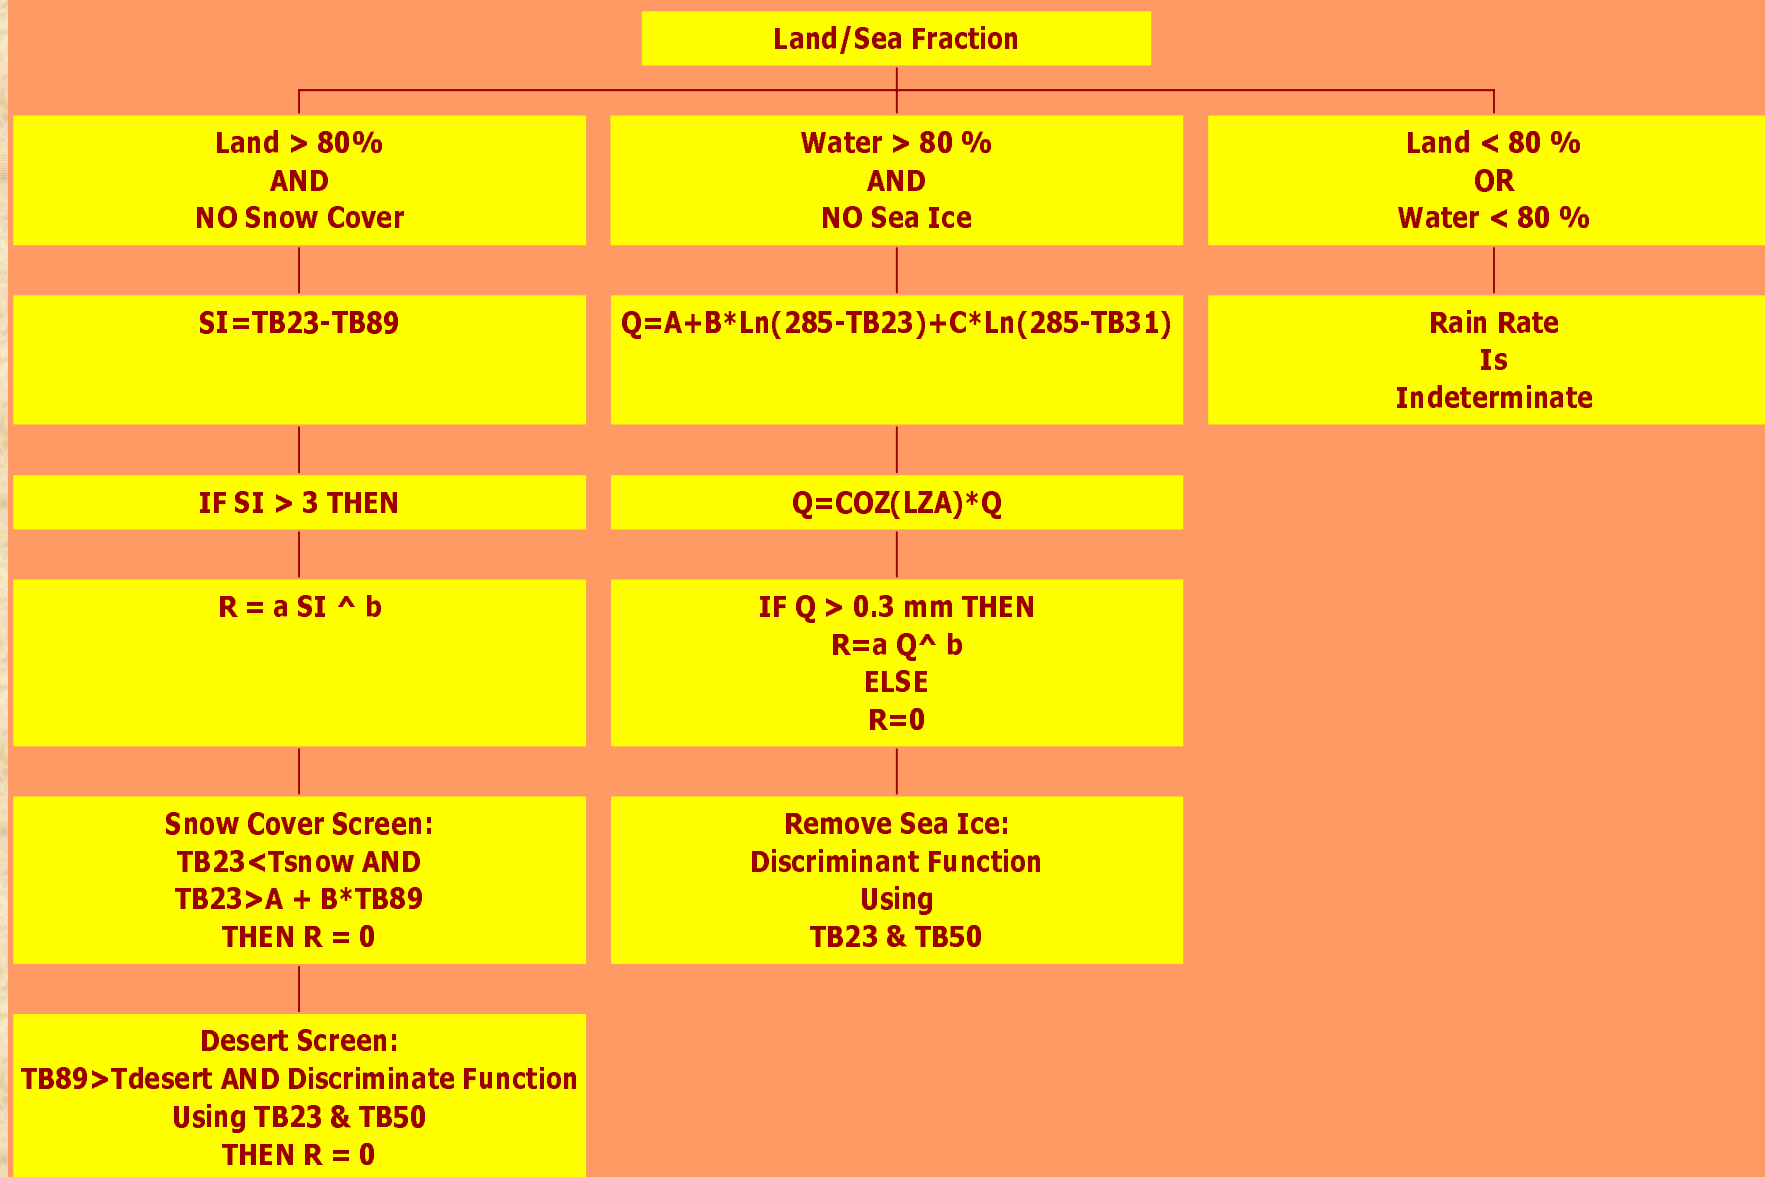 Land/Sea Fraction
Land > 80%
AND
NO Snow Cover
SI=TB23-TB89
IF SI > 3 THEN
R = a SI ^ b
Snow Cover Screen:
TB23<Tsnow AND
TB23>A + B*TB89
THEN R = 0
Desert Screen:
TB89>Tdesert AND Discriminate Function
Using TB23 & TB50
THEN R = 0
Water > 80 %
AND
NO Sea Ice
Q=A+B*Ln(285-TB23)+C*Ln(285-TB31)
Q=COZ(LZA)*Q
IF Q > 0.3 mm THEN
R=a Q^ b
ELSE
R=0
Remove Sea Ice:
Discriminant Function
Using
TB23 & TB50
Land < 80 %
OR
Water < 80 %
Rain Rate
Is
Indeterminate